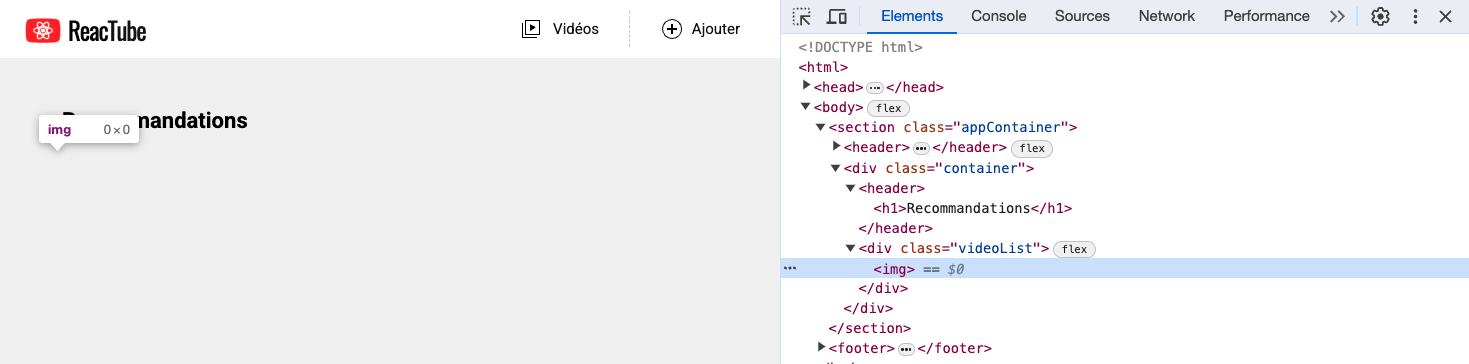 ReacTube Vidéos Ajouter
Elements Console Sources Network Performance
mandations
img 0×0
<!DOCTYPE html>
<html>
<head> ··· </head>
<body> flex
<section class="appContainer">
<header> ··· </header> flex
<div class="container">
<header>
<h1>Recommandations</h1>
</header>
<div class="videoList"> flex
··· <img> == $0
</div>
</div>
</section>
<footer> ··· </footer>